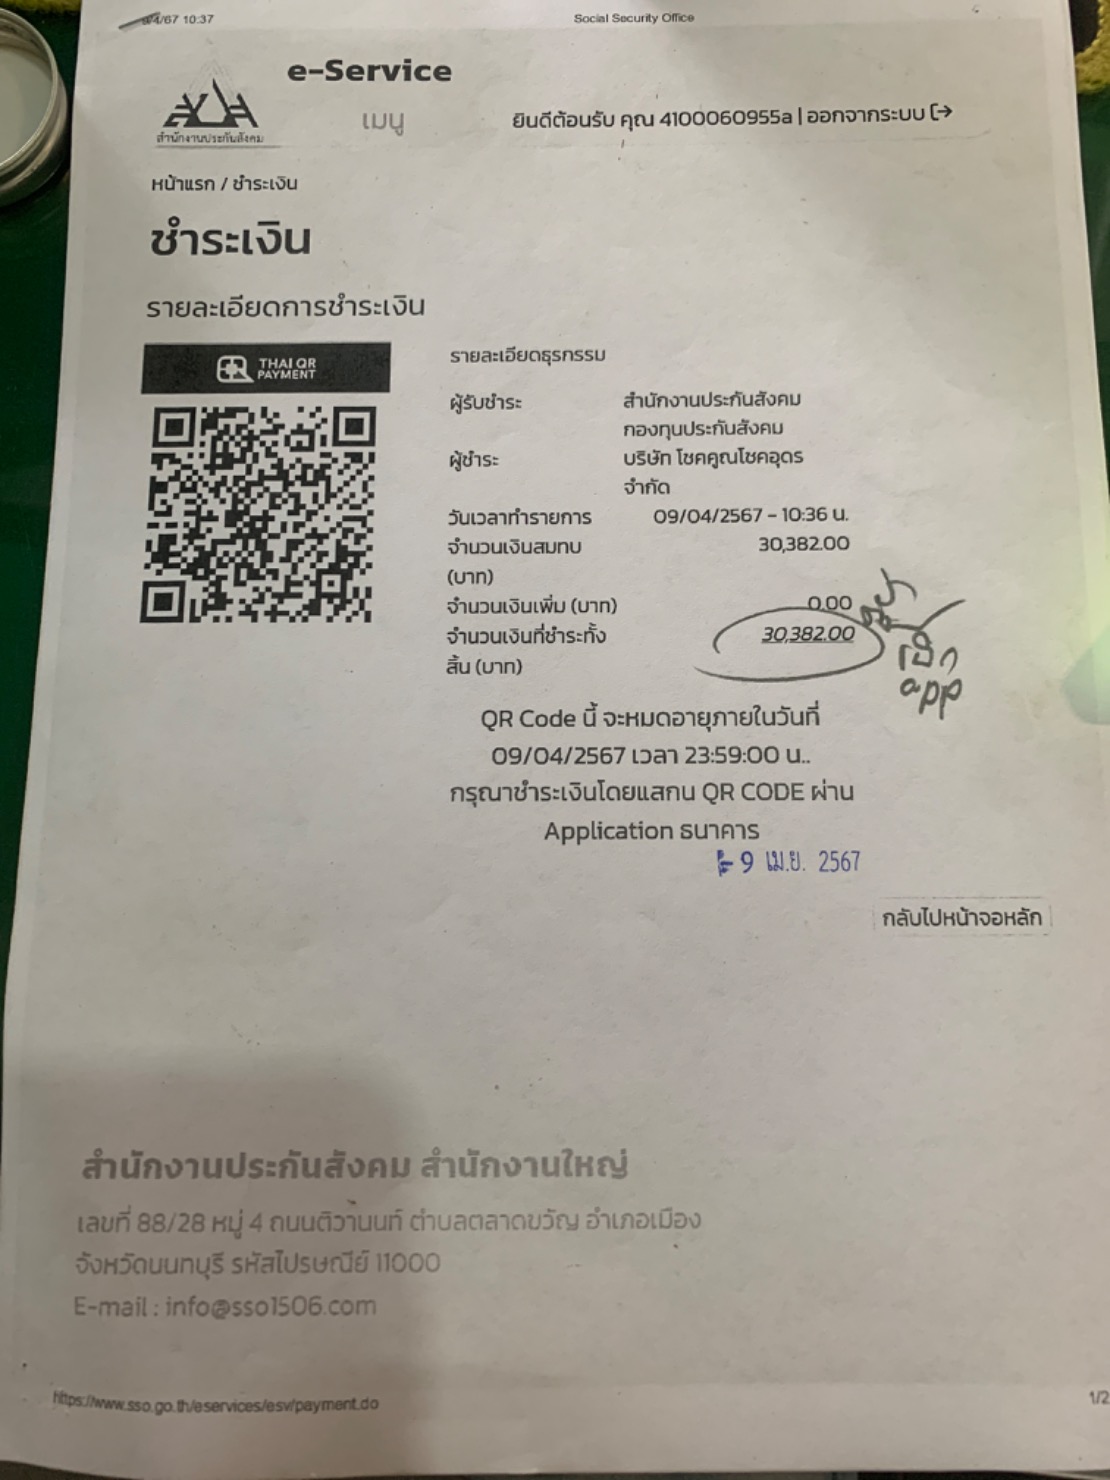 /4/67 10:37
Social Security Office
e-Service
สำนักงานประกันสังคม
เมนู
ยินดีต้อนรับ คุณ 4100060955a | ออกจากระบบ
หน้าแรก / ชำระเงิน
ชำระเงิน
รายละเอียดการชำระเงิน
THAI QR
PAYMENT
รายละเอียดธุรกรรม
ผู้รับชำระ สำนักงานประกันสังคม
กองทุนประกันสังคม
ผู้ชำระ บริษัท โชคคูณโชคอุดร
จำกัด
วันเวลาทำรายการ 09/04/2567 - 10:36 น.
จำนวนเงินสมทบ 30,382.00
(บาท)
จำนวนเงินเพิ่ม (บาท) 0.00
จำนวนเงินที่ชำระทั้ง 30,382.00
สิ้น (บาท)
app
QR Code นี้ จะหมดอายุภายในวันที่
09/04/2567 เวลา 23:59:00 น..
กรุณาชำระเงินโดยแสกน QR CODE ผ่าน
Application ธนาคาร
- 9 เม.ย. 2567
กลับไปหน้าจอหลัก
สำนักงานประกันสังคม สำนักงานใหญ่
เลขที่ 88/28 หมู่ 4 ถนนติวานนท์ ตำบลตลาดขวัญ อำเภอเมือง
จังหวัดนนทบุรี รหัสไปรษณีย์ 11000
E-mail : info@sso1506.com
https://www.sso.go.th/eservices/esv/payment.do
1/2